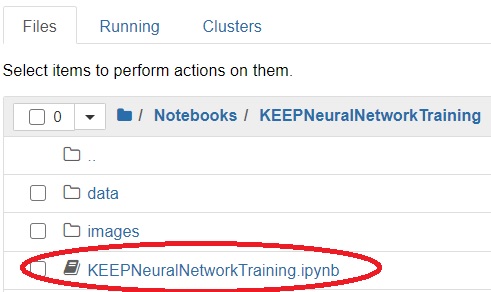 Files Running Clusters
Select items to perform actions on them.
0 / Notebooks / KEEPNeuralNetworkTraining
..
data
images
KEEPNeuralNetworkTraining.ipynb